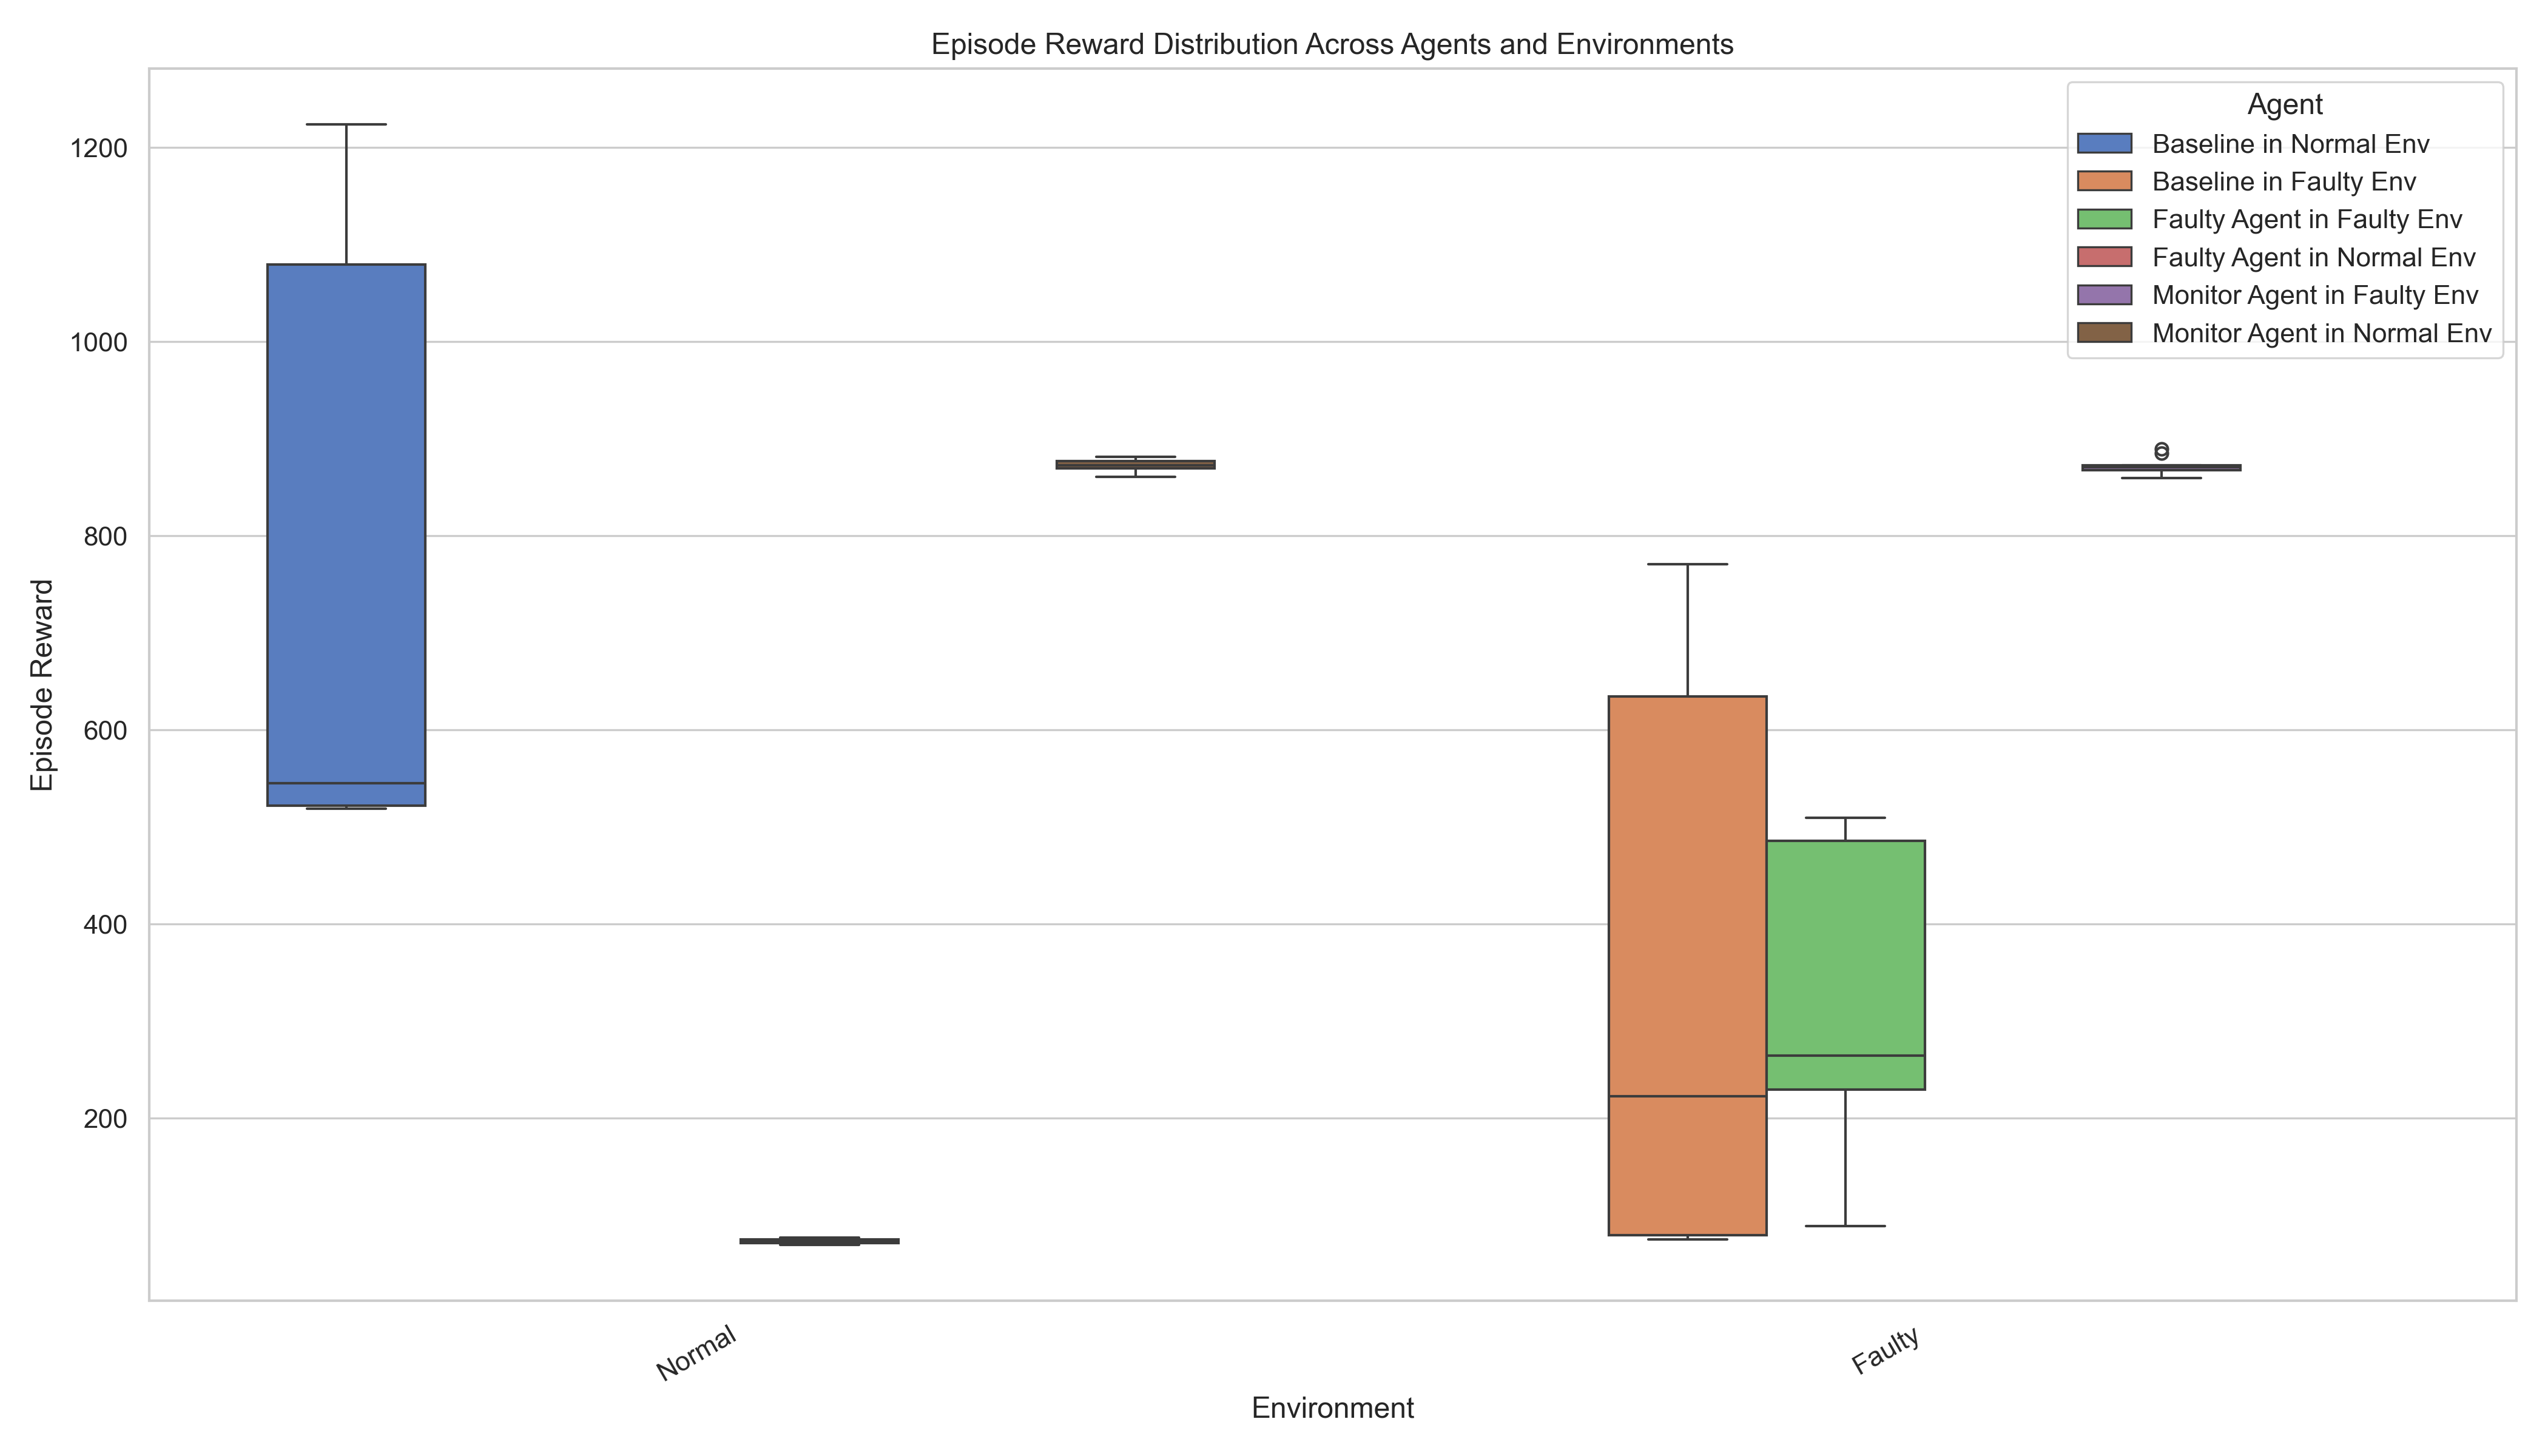 Episode Reward Distribution Across Agents and Environments
Agent
Baseline in Normal Env
Baseline in Faulty Env
Faulty Agent in Faulty Env
Faulty Agent in Normal Env
Monitor Agent in Faulty Env
Monitor Agent in Normal Env
Episode Reward
1200
1000
800
600
400
200
Normal
Faulty
Environment